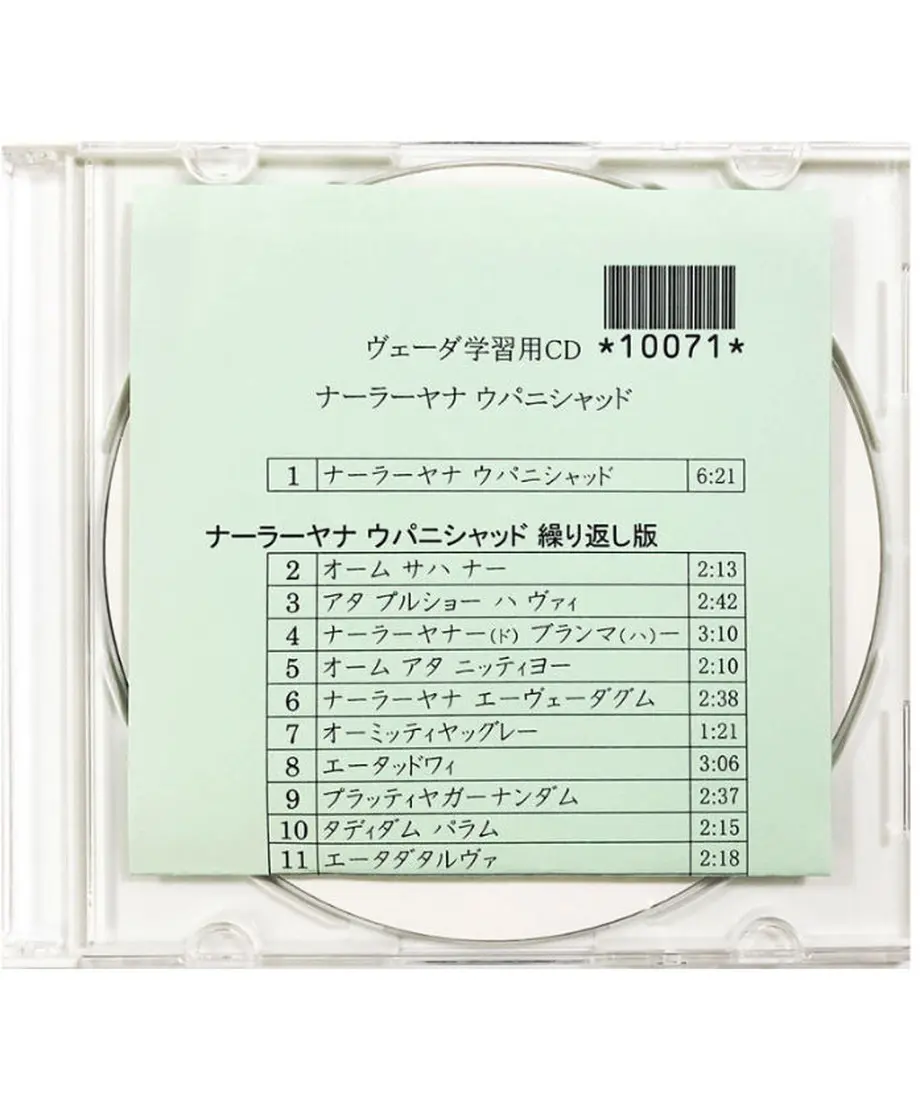 ヴェーダ学習用CD *10071*
ナーラーヤナ ウパニシャッド
1 ナーラーヤナ ウパニシャッド 6:21
ナーラーヤナ ウパニシャッド 繰り返し版
2 オーム サハ ナー 2:13
3 アタ プルショー ハ ヴァィ 2:42
4 ナーラーヤナー(ド) ブランマ(ハ)ー 3:10
5 オーム アタ ニッティヨー 2:10
6 ナーラーヤナ エーヴェーダグム 2:38
7 オーミッティヤッグレー 1:21
8 エータッドワィ 3:06
9 プラッティヤガーナンダム 2:37
10 タディダム パラム 2:15
11 エータダタルヴァ 2:18